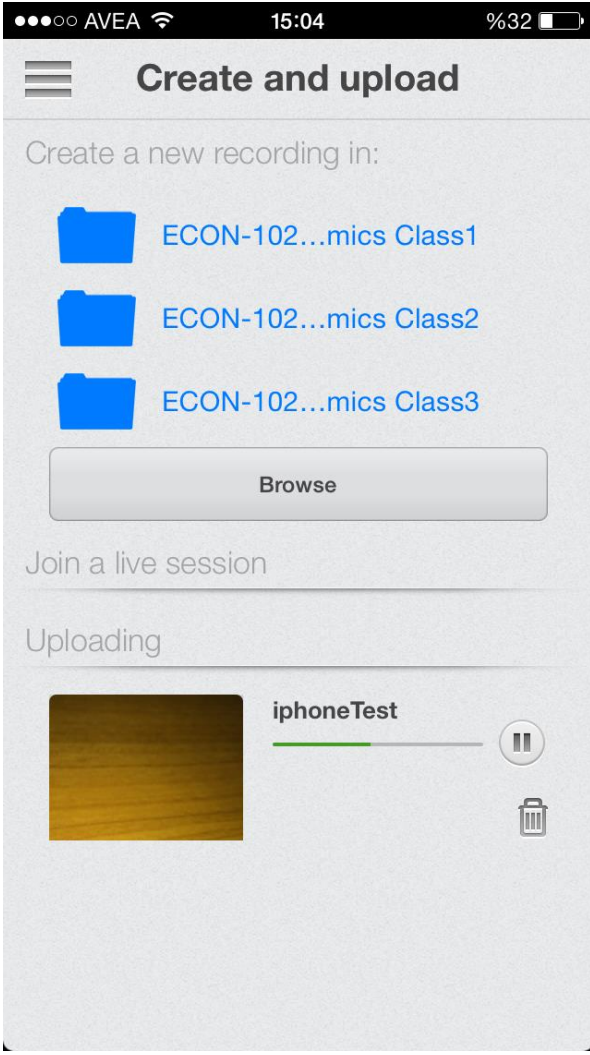 AVEA 15:04 %32
Create and upload
Create a new recording in:
ECON-102...mics Class1
ECON-102...mics Class2
ECON-102...mics Class3
Browse
Join a live session
Uploading
iphoneTest